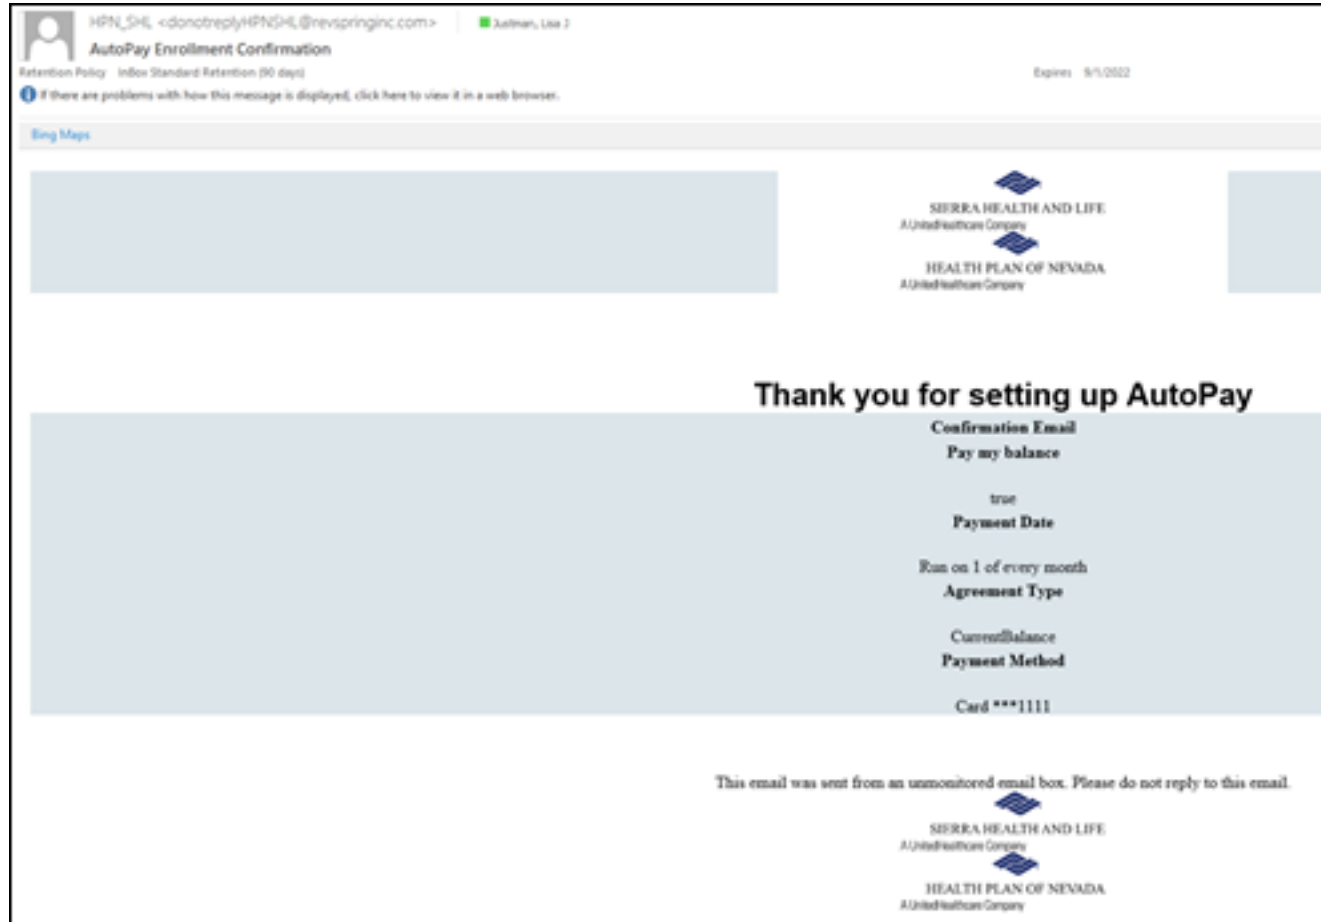 HPN_SHL <donotreplyHPNSHL@revspringinc.com> Justman, Lisa J
AutoPay Enrollment Confirmation
Retention Policy InBox Standard Retention (90 days) Expires 9/1/2022
If there are problems with how this message is displayed, click here to view it in a web browser.
Bing Maps
SIERRA HEALTH AND LIFE
A UnitedHealthcare Company
HEALTH PLAN OF NEVADA
A UnitedHealthcare Company
Thank you for setting up AutoPay
Confirmation Email
Pay my balance
true
Payment Date
Run on 1 of every month
Agreement Type
CurrentBalance
Payment Method
Card ***1111
This email was sent from an unmonitored email box. Please do not reply to this email.
SIERRA HEALTH AND LIFE
A UnitedHealthcare Company
HEALTH PLAN OF NEVADA
A UnitedHealthcare Company